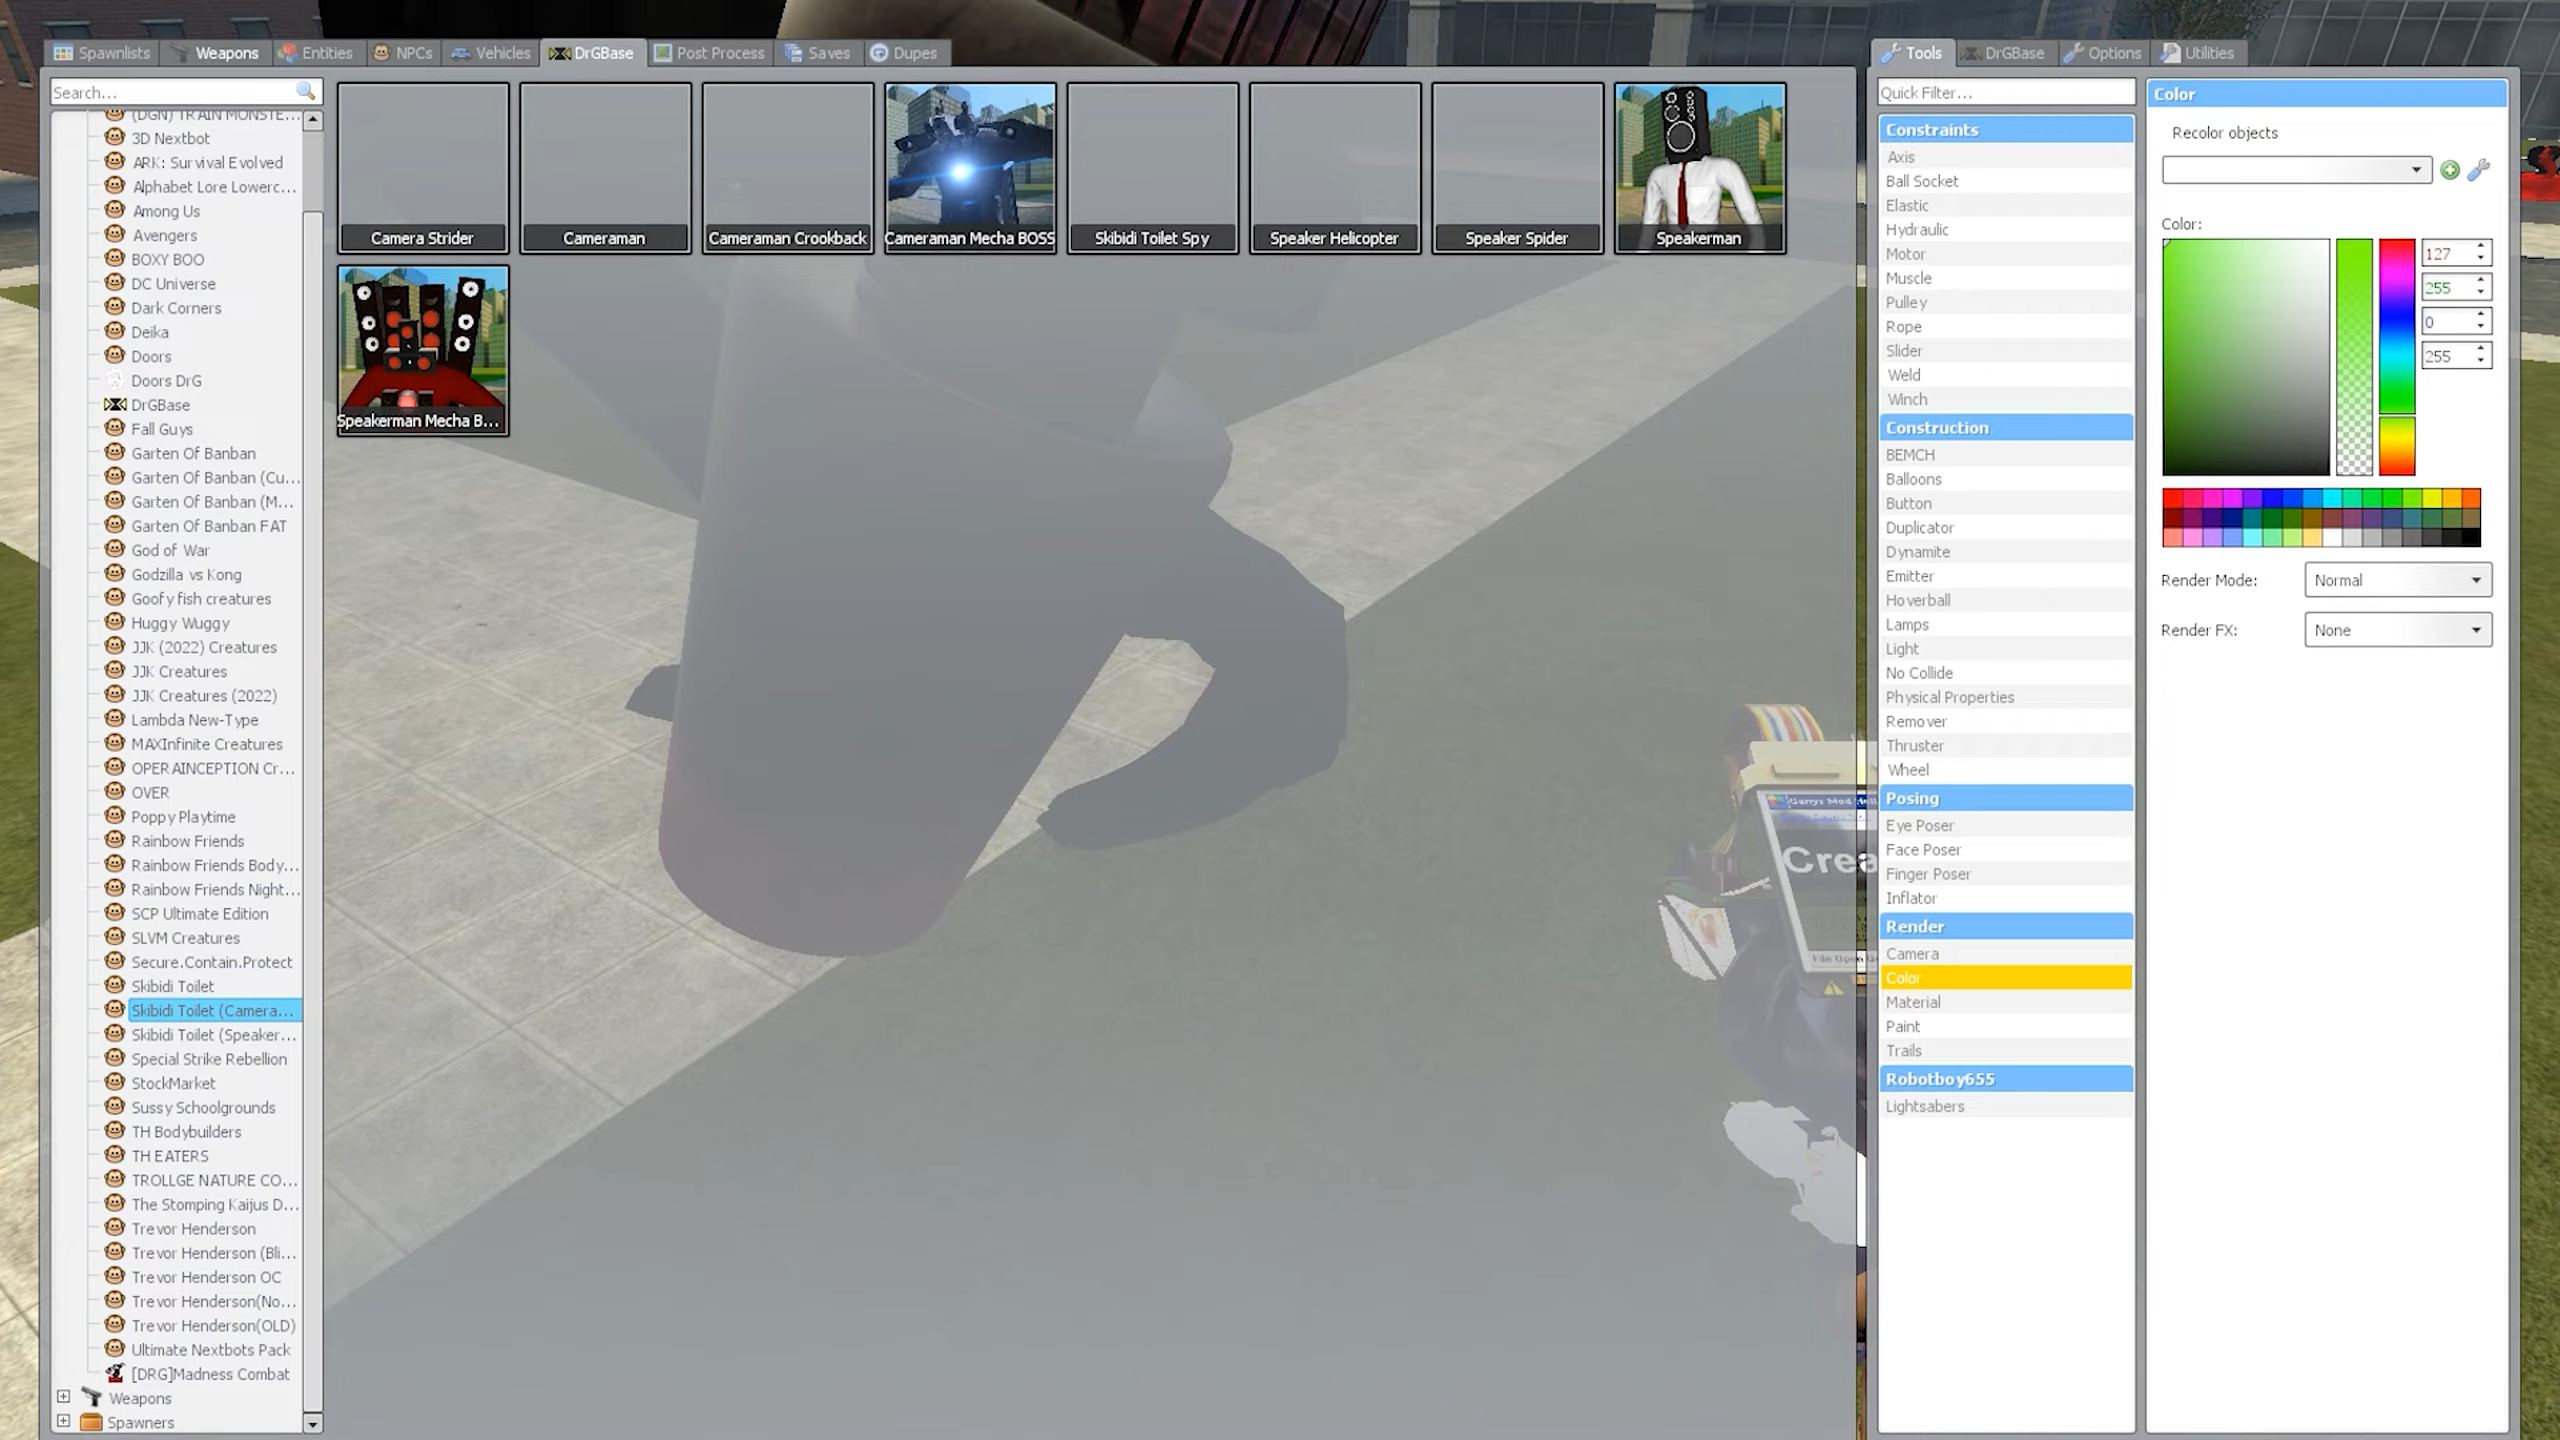 Spawnlists Weapons Entities NPCs Vehicles DrGBase Post Process Saves Dupes
Search...
(DGN) TRAIN MONSTE...
3D Nextbot
ARK: Survival Evolved
Alphabet Lore Lowerc...
Among Us
Avengers
BOXY BOO
DC Universe
Dark Corners
Deika
Doors
Doors DrG
DrGBase
Fall Guys
Garten Of Banban
Garten Of Banban (Cu...
Garten Of Banban (M...
Garten Of Banban FAT
God of War
Godzilla vs Kong
Goofy fish creatures
Huggy Wuggy
JJK (2022) Creatures
JJK Creatures
JJK Creatures (2022)
Lambda New-Type
MAXInfinite Creatures
OPERAINCEPTION Cr...
OVER
Poppy Playtime
Rainbow Friends
Rainbow Friends Body...
Rainbow Friends Night...
SCP Ultimate Edition
SLVM Creatures
Secure.Contain.Protect
Skibidi Toilet
Skibidi Toilet (Camera...
Skibidi Toilet (Speaker...
Special Strike Rebellion
StockMarket
Sussy Schoolgrounds
TH Bodybuilders
TH EATERS
TROLLGE NATURE CO...
The Stomping Kaijus D...
Trevor Henderson
Trevor Henderson (Bli...
Trevor Henderson OC
Trevor Henderson(No...
Trevor Henderson(OLD)
Ultimate Nextbots Pack
[DRG]Madness Combat
Weapons
Spawners
Camera Strider
Cameraman
Cameraman Crookback
Cameraman Mecha BOSS
Skibidi Toilet Spy
Speaker Helicopter
Speaker Spider
Speakerman
Speakerman Mecha B...
Garrys Mod
Crea
File Open
Tools DrGBase Options Utilities
Quick Filter...
Constraints
Axis
Ball Socket
Elastic
Hydraulic
Motor
Muscle
Pulley
Rope
Slider
Weld
Winch
Construction
BEMCH
Balloons
Button
Duplicator
Dynamite
Emitter
Hoverball
Lamps
Light
No Collide
Physical Properties
Remover
Thruster
Wheel
Posing
Eye Poser
Face Poser
Finger Poser
Inflator
Render
Camera
Color
Material
Paint
Trails
Robotboy655
Lightsabers
Color
Recolor objects
Color:
127
255
0
255
Render Mode: Normal
Render FX: None